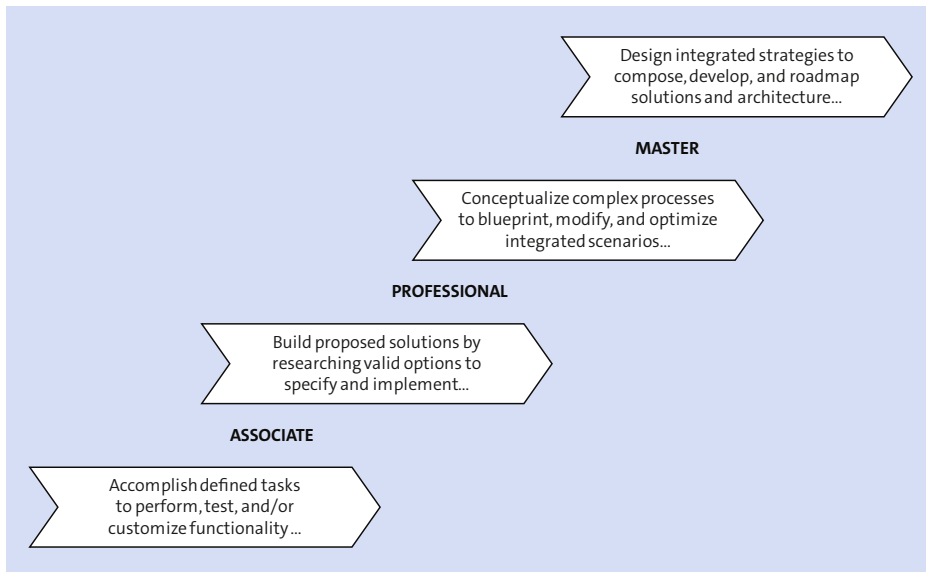 Design integrated strategies to
compose, develop, and roadmap
solutions and architecture...
MASTER
Conceptualize complex processes
to blueprint, modify, and optimize
integrated scenarios...
PROFESSIONAL
Build proposed solutions by
researching valid options to
specify and implement...
ASSOCIATE
Accomplish defined tasks
to perform, test, and/or
customize functionality...